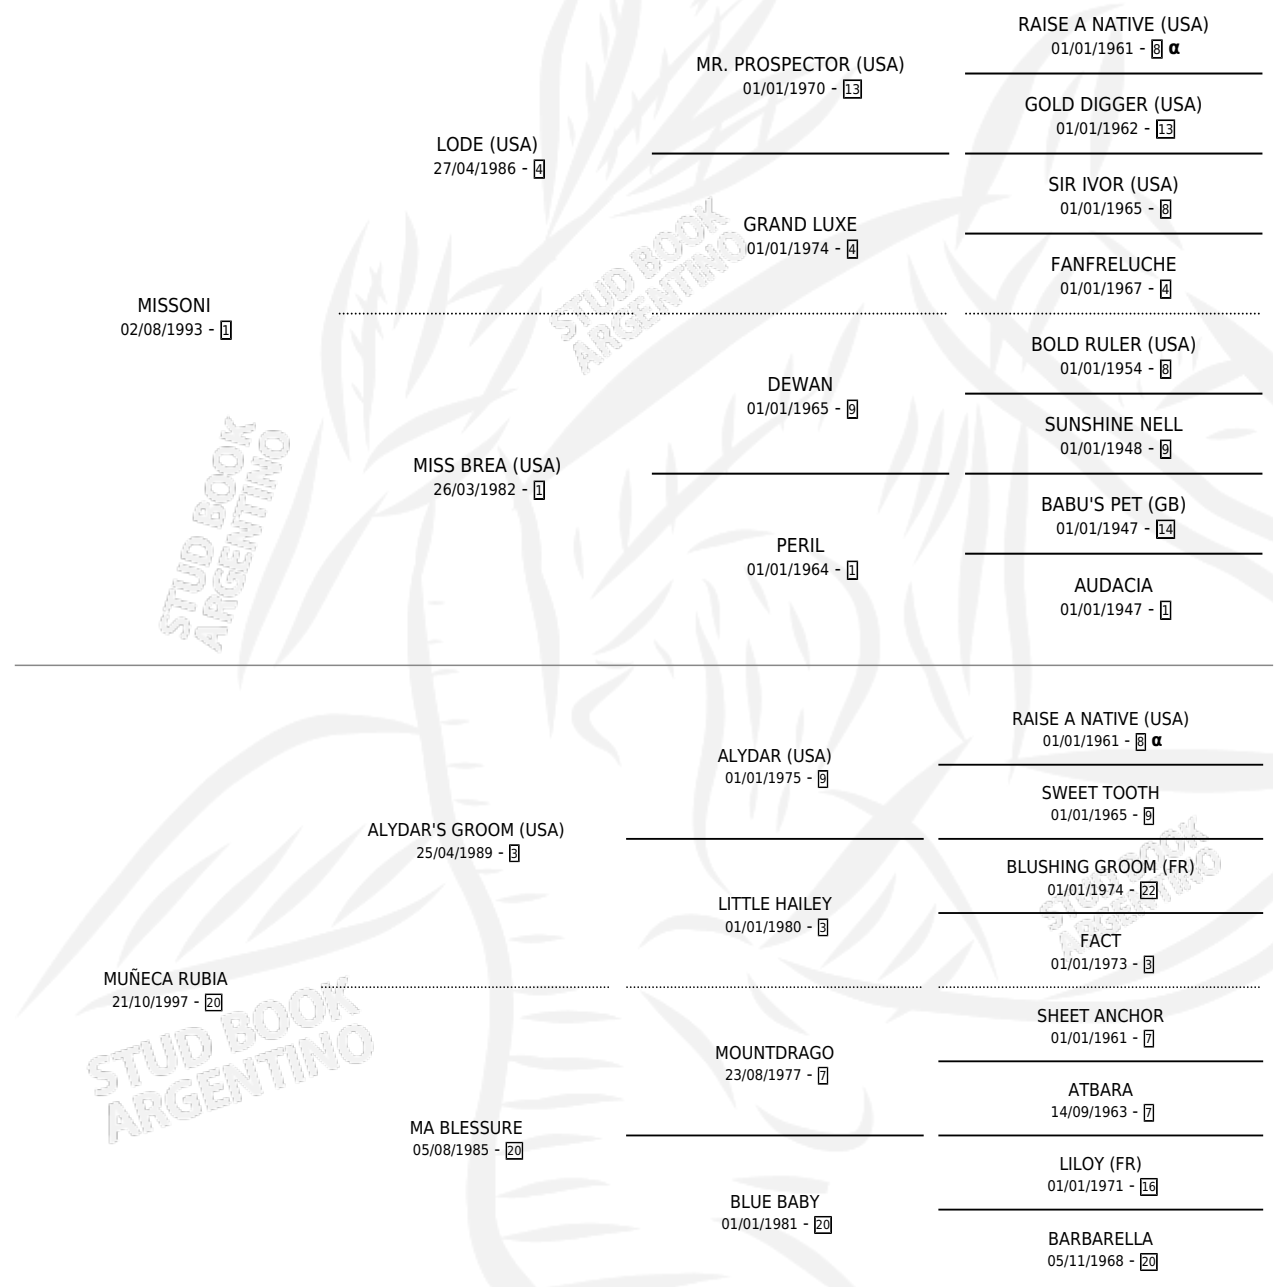 RAISE A NATIVE (USA)
01/01/1961 - 8 α
MR. PROSPECTOR (USA)
01/01/1970 - 13
GOLD DIGGER (USA)
01/01/1962 - 13
LODE (USA)
27/04/1986 - 4
SIR IVOR (USA)
01/01/1965 - 8
GRAND LUXE
01/01/1974 - 4
FANFRELUCHE
01/01/1967 - 4
STUD BOOK
ARGENTINO
MISSONI
02/08/1993 - 1
BOLD RULER (USA)
01/01/1954 - 8
DEWAN
01/01/1965 - 9
SUNSHINE NELL
01/01/1948 - 9
MISS BREA (USA)
26/03/1982 - 1
BABU'S PET (GB)
01/01/1947 - 14
PERIL
01/01/1964 - 1
AUDACIA
01/01/1947 - 1
STUD BOOK
ARGENTINO
RAISE A NATIVE (USA)
01/01/1961 - 8 α
ALYDAR (USA)
01/01/1975 - 9
SWEET TOOTH
01/01/1965 - 9
ALYDAR'S GROOM (USA)
25/04/1989 - 3
BLUSHING GROOM (FR)
01/01/1974 - 22
LITTLE HAILEY
01/01/1980 - 3
FACT
01/01/1973 - 3
STUD BOOK
ARGENTINO
MUÑECA RUBIA
21/10/1997 - 20
SHEET ANCHOR
01/01/1961 - 7
MOUNTDRAGO
23/08/1977 - 7
ATBARA
14/09/1963 - 7
STUD BOOK
ARGENTINO
MA BLESSURE
05/08/1985 - 20
LILOY (FR)
01/01/1971 - 16
BLUE BABY
01/01/1981 - 20
BARBARELLA
05/11/1968 - 20